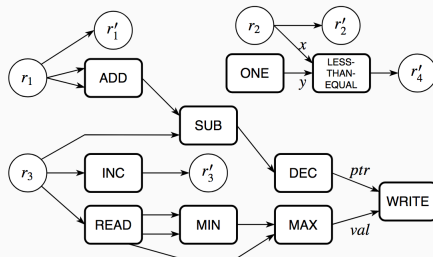 r′₁
r₂
r′₂
x
r₁
ADD
ONE
y
LESS-
THAN-
EQUAL
r′₄
SUB
r₃
INC
r′₃
DEC
ptr
WRITE
READ
MIN
MAX
val